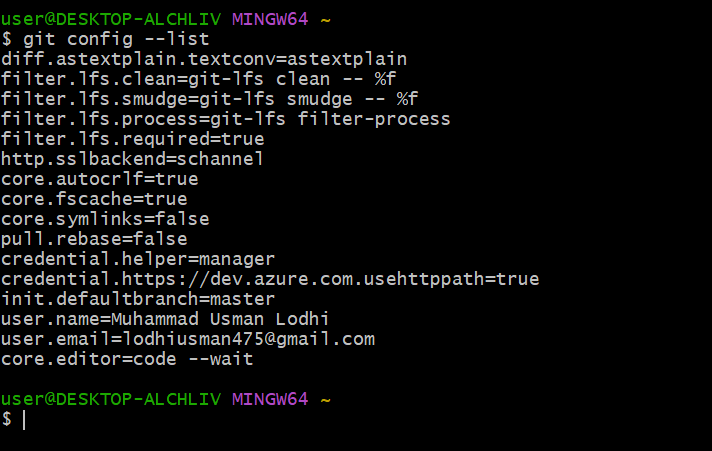 user@DESKTOP-ALCHLIV MINGW64 ~
$ git config --list
diff.astextplain.textconv=astextplain
filter.lfs.clean=git-lfs clean -- %f
filter.lfs.smudge=git-lfs smudge -- %f
filter.lfs.process=git-lfs filter-process
filter.lfs.required=true
http.sslbackend=schannel
core.autocrlf=true
core.fscache=true
core.symlinks=false
pull.rebase=false
credential.helper=manager
credential.https://dev.azure.com.usehttppath=true
init.defaultbranch=master
user.name=Muhammad Usman Lodhi
user.email=lodhiusman475@gmail.com
core.editor=code --wait
user@DESKTOP-ALCHLIV MINGW64 ~
$